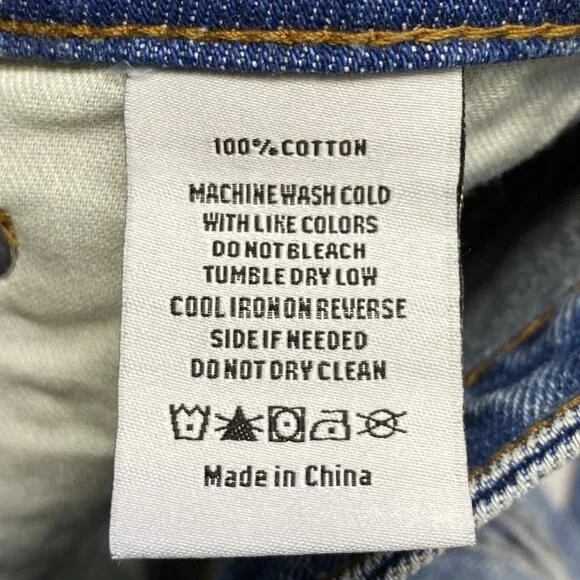 100% COTTON
MACHINE WASH COLD
WITH LIKE COLORS
DO NOT BLEACH
TUMBLE DRY LOW
COOL IRON ON REVERSE
SIDE IF NEEDED
DO NOT DRY CLEAN
Made in China